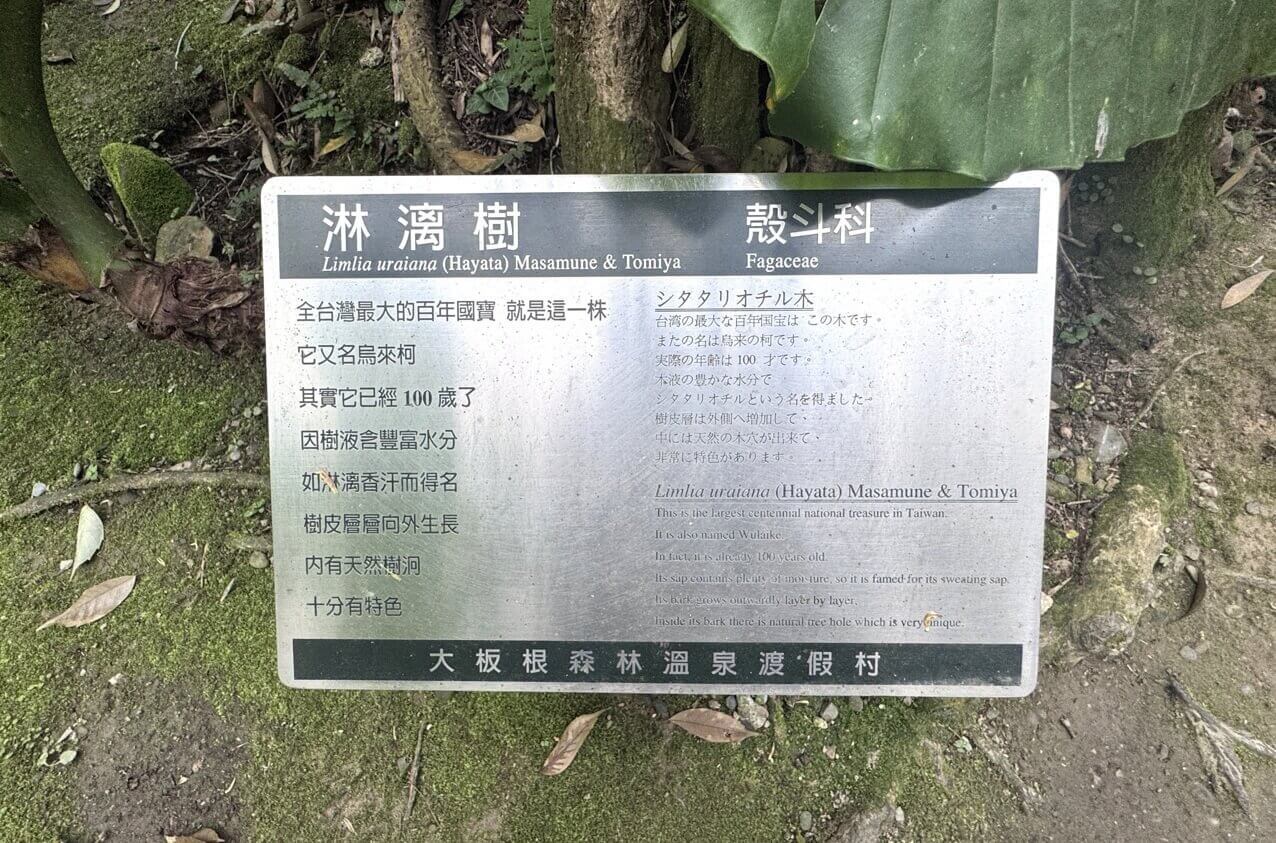 淋漓樹
Limlia uraiana (Hayata) Masamune & Tomiya
殼斗科
Fagaceae
全台灣最大的百年國寶 就是這一株
它又名烏來柯
其實它已經 100 歲了
因樹液含豐富水分
如淋漓香汗而得名
樹皮層層向外生長
內有天然樹洞
十分有特色
シタタリオチル木
台湾の最大な百年国宝は この木です。
またの名は烏来の柯です。
実際の年齢は 100 才です。
木液の豊かな水分で
シタタリオチルという名を得ました。
樹皮層は外側へ増加して、
中には天然の木穴が出来て、
非常に特色があります。
Limlia uraiana (Hayata) Masamune & Tomiya
This is the largest centennial national treasure in Taiwan.
It is also named Wulaike.
In fact, it is already 100 years old.
Its sap contains plenty of moisture, so it is famed for its sweating sap.
Its bark grows outwardly layer by layer.
Inside its bark there is natural tree hole which is very unique.
大板根森林溫泉渡假村